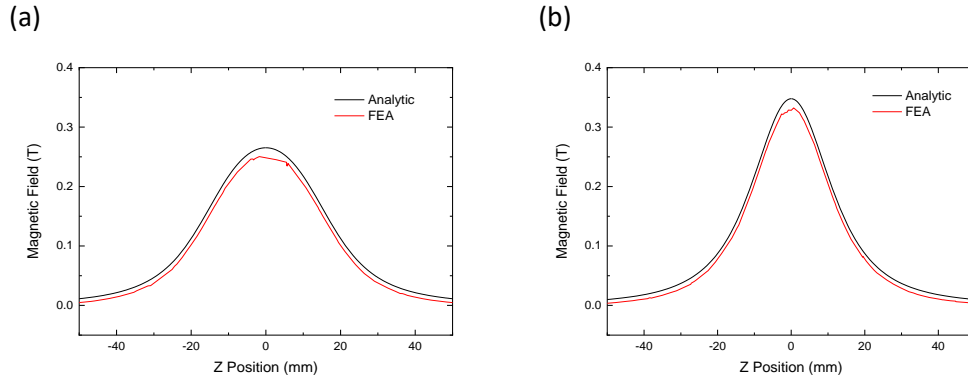 (a)
0.4
0.3
0.2
0.1
0.0
Magnetic Field (T)
Analytic
FEA
-40 -20 0 20 40
Z Position (mm)
(b)
0.4
0.3
0.2
0.1
0.0
Magnetic Field (T)
Analytic
FEA
-40 -20 0 20 40
Z Position (mm)